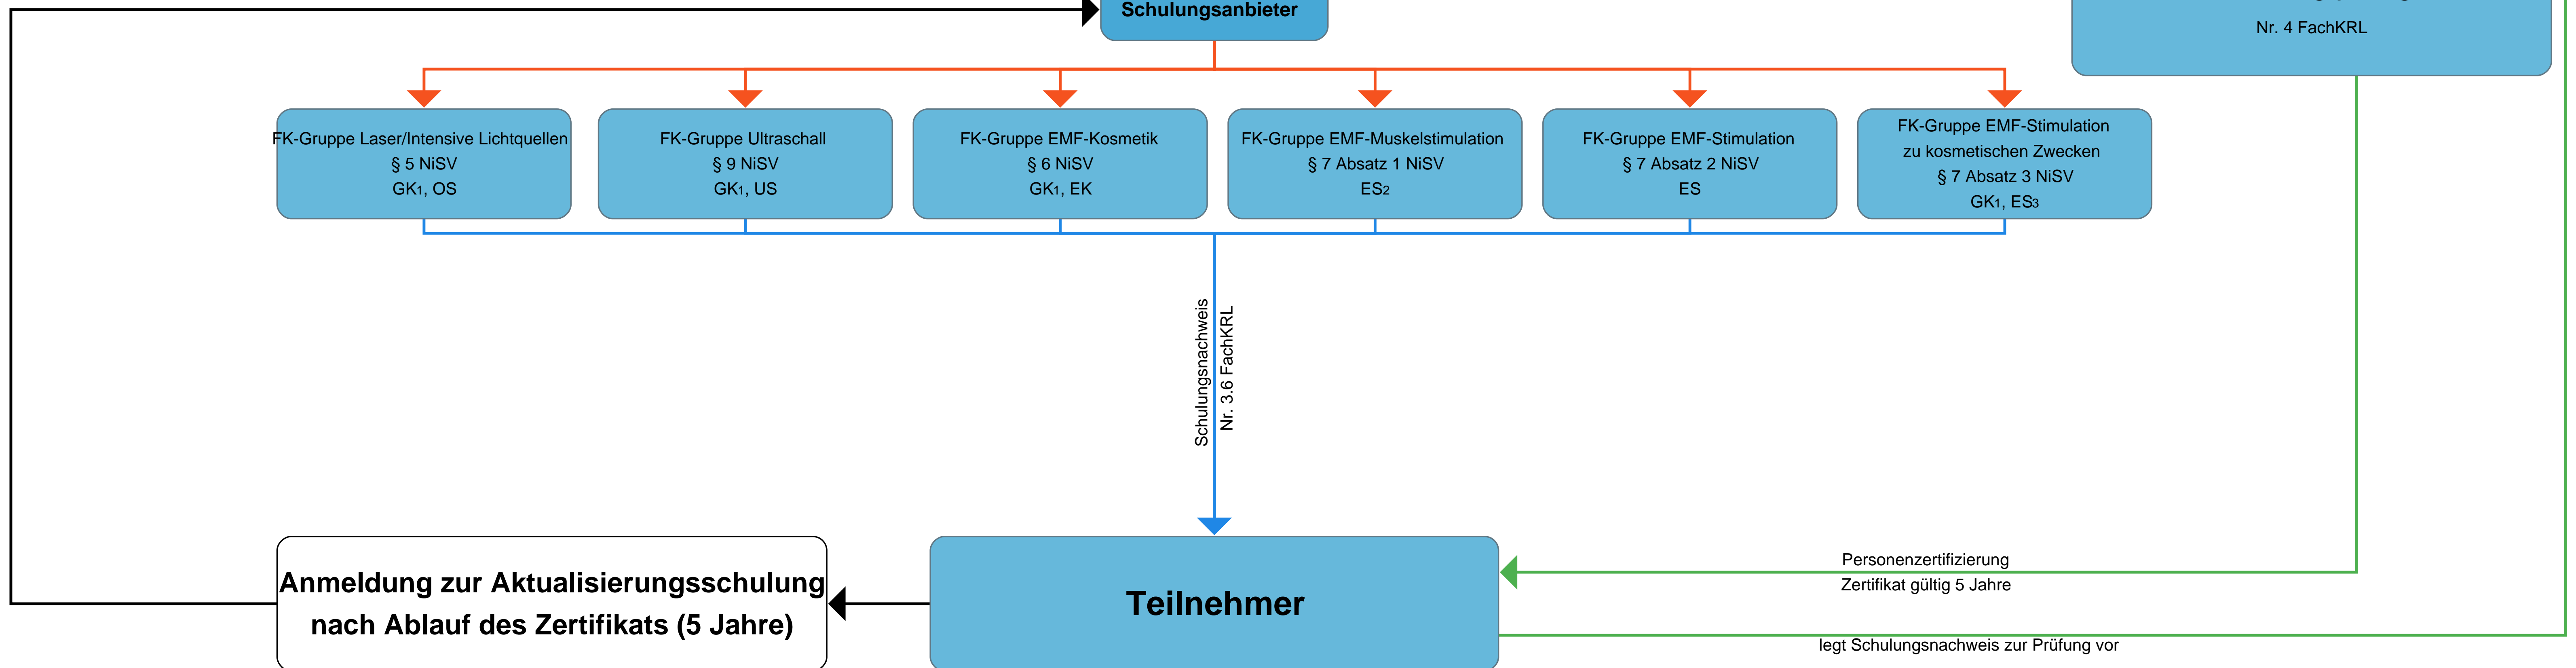 Schulungsanbieter
Nr. 4 FachKRL
FK-Gruppe Laser/Intensive Lichtquellen
§ 5 NiSV
GK1, OS
FK-Gruppe Ultraschall
§ 9 NiSV
GK1, US
FK-Gruppe EMF-Kosmetik
§ 6 NiSV
GK1, EK
FK-Gruppe EMF-Muskelstimulation
§ 7 Absatz 1 NiSV
ES2
FK-Gruppe EMF-Stimulation
§ 7 Absatz 2 NiSV
ES
FK-Gruppe EMF-Stimulation
zu kosmetischen Zwecken
§ 7 Absatz 3 NiSV
GK1, ES3
Schulungsnachweis
Nr. 3.6 FachKRL
Anmeldung zur Aktualisierungsschulung
nach Ablauf des Zertifikats (5 Jahre)
Teilnehmer
Personenzertifizierung
Zertifikat gültig 5 Jahre
legt Schulungsnachweis zur Prüfung vor